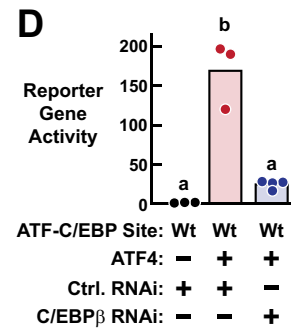 D
b
200
150
100
50
0
Reporter
Gene
Activity
a
a
ATF-C/EBP Site: Wt Wt Wt
ATF4: – + +
Ctrl. RNAi: + + –
C/EBPβ RNAi: – – +